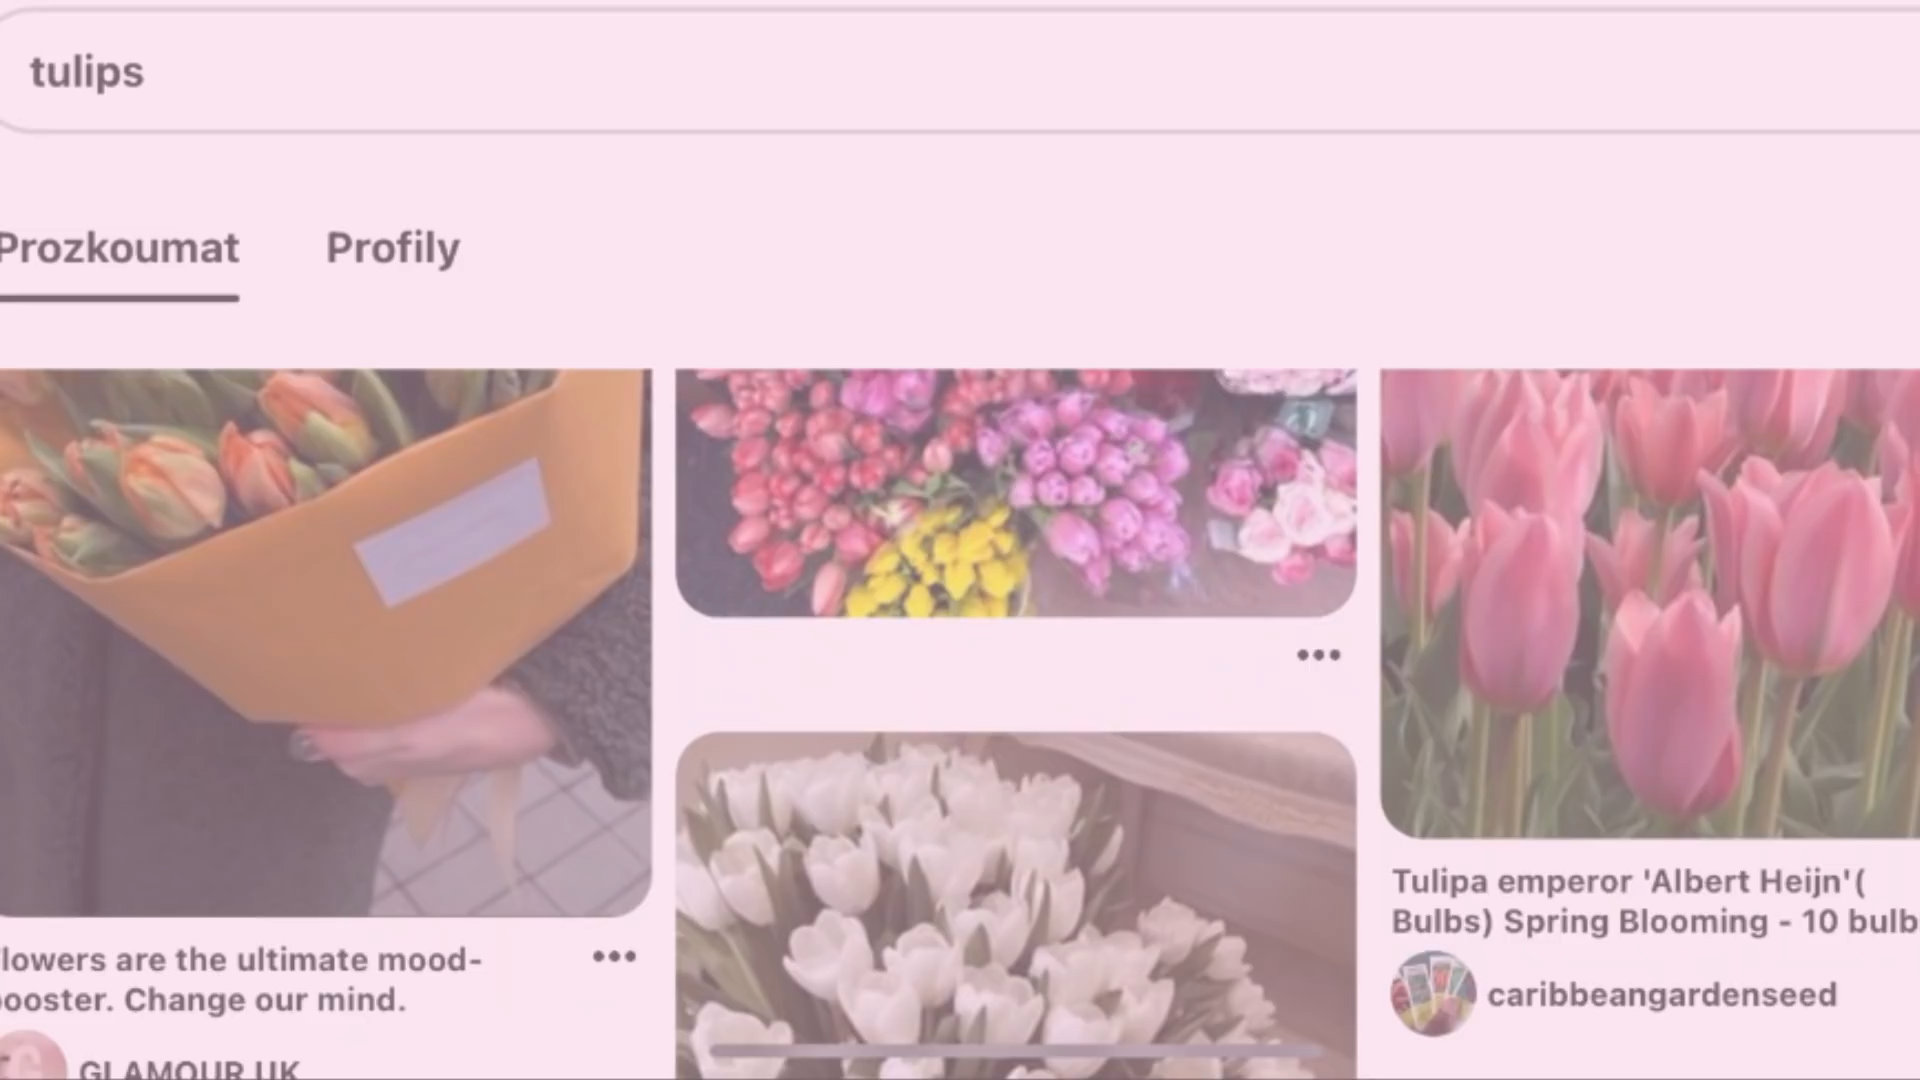 tulips
Prozkoumat
Profily
lowers are the ultimate mood-
ooster. Change our mind.
GLAMOUR UK
Tulipa emperor 'Albert Heijn'(
Bulbs) Spring Blooming - 10 bulb
caribbeangardenseed